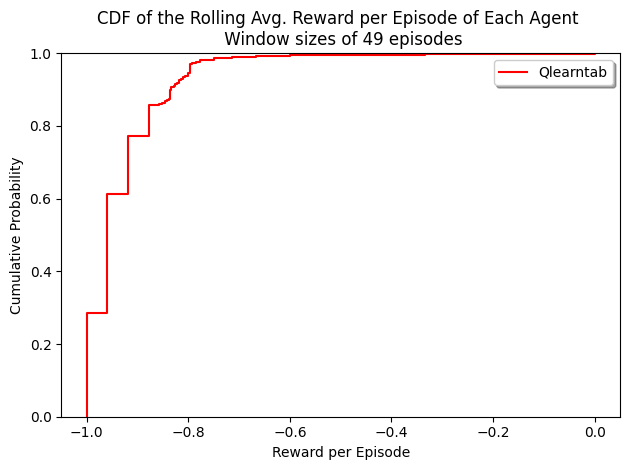 CDF of the Rolling Avg. Reward per Episode of Each Agent
Window sizes of 49 episodes
Qlearntab
Cumulative Probability
1.0
0.8
0.6
0.4
0.2
0.0
−1.0 −0.8 −0.6 −0.4 −0.2 0.0
Reward per Episode